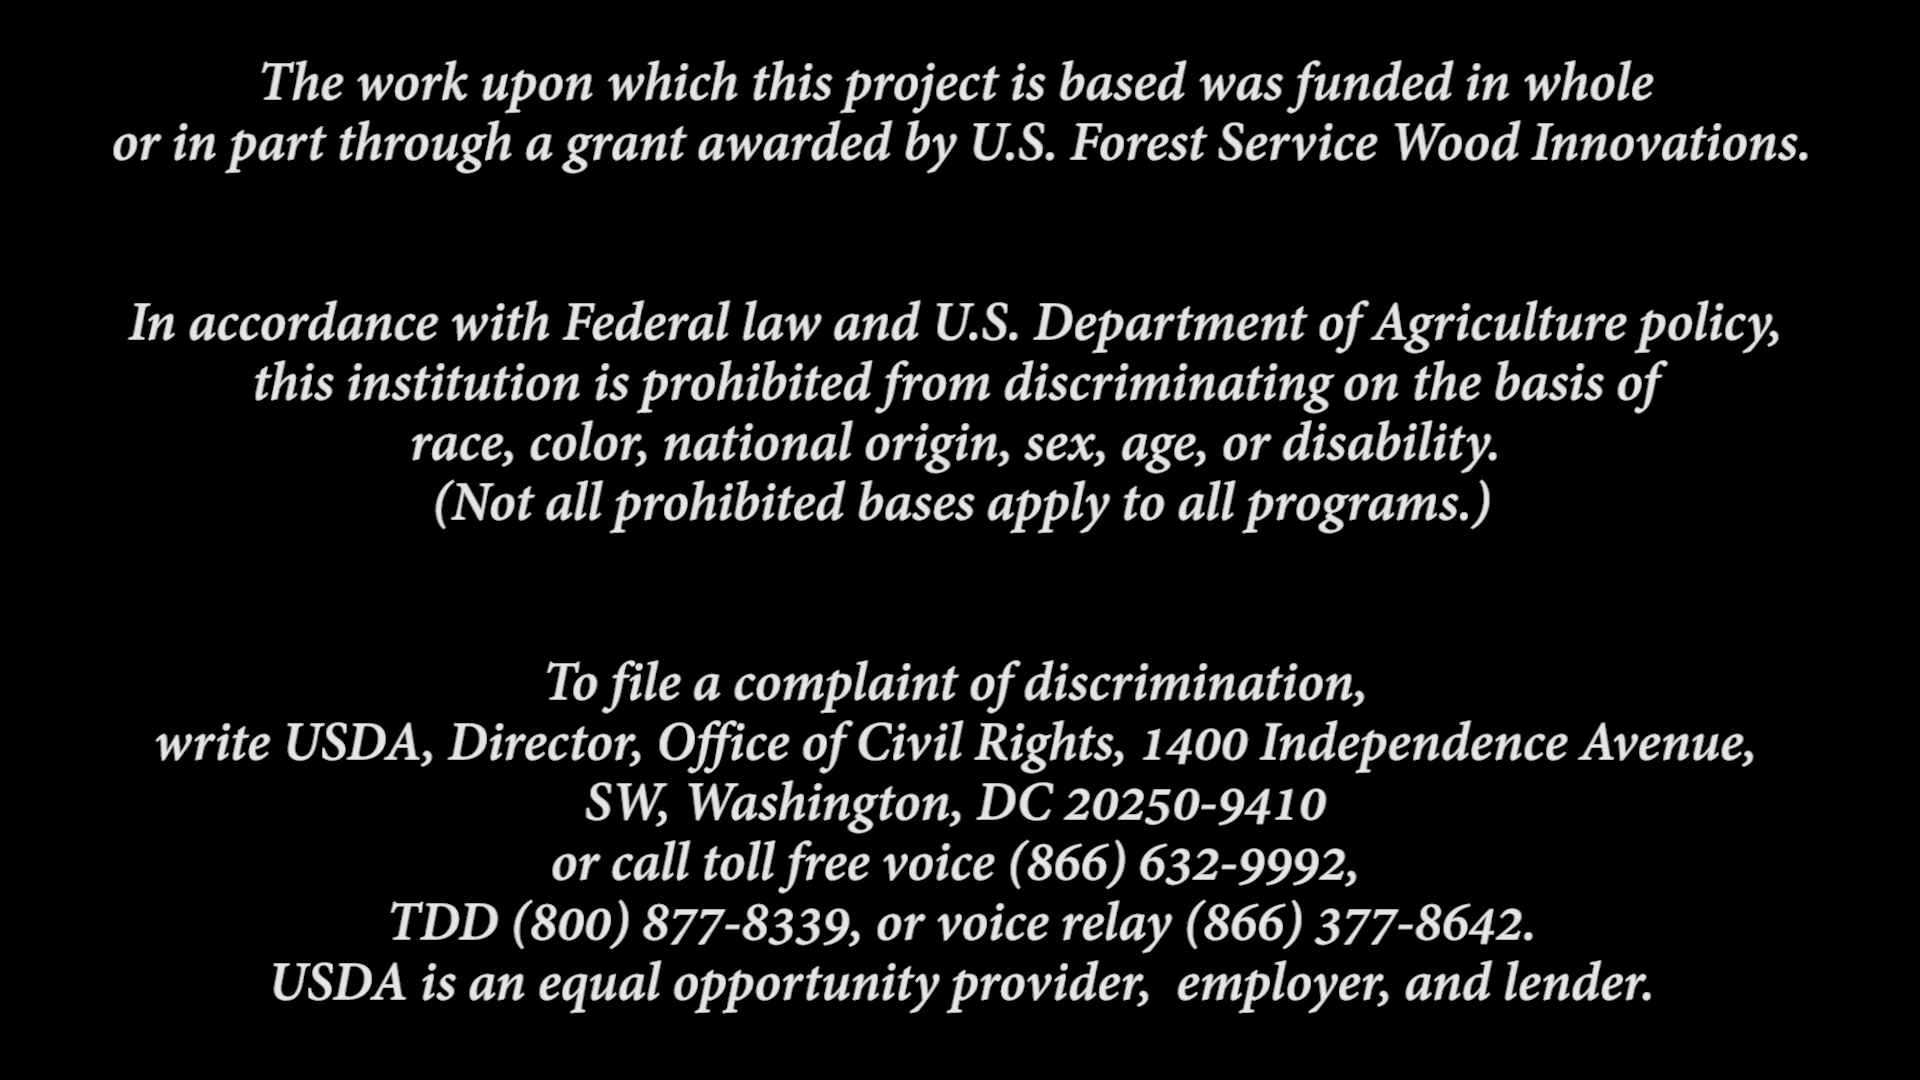 The work upon which this project is based was funded in whole
or in part through a grant awarded by U.S. Forest Service Wood Innovations.
In accordance with Federal law and U.S. Department of Agriculture policy,
this institution is prohibited from discriminating on the basis of
race, color, national origin, sex, age, or disability.
(Not all prohibited bases apply to all programs.)
To file a complaint of discrimination,
write USDA, Director, Office of Civil Rights, 1400 Independence Avenue,
SW, Washington, DC 20250-9410
or call toll free voice (866) 632-9992,
TDD (800) 877-8339, or voice relay (866) 377-8642.
USDA is an equal opportunity provider,  employer, and lender.